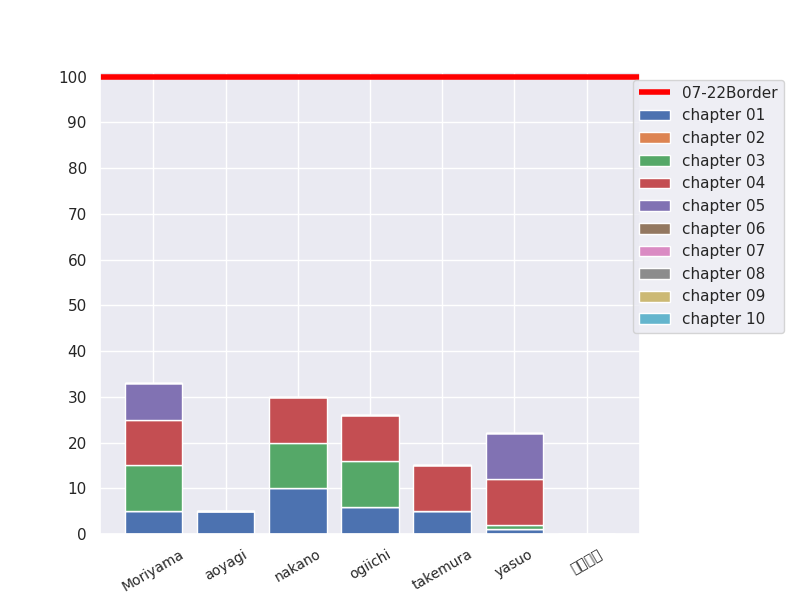 100
90
80
70
60
50
40
30
20
10
0
Moriyama
aoyagi
nakano
ogiichi
takemura
yasuo
07-22Border
chapter 01
chapter 02
chapter 03
chapter 04
chapter 05
chapter 06
chapter 07
chapter 08
chapter 09
chapter 10